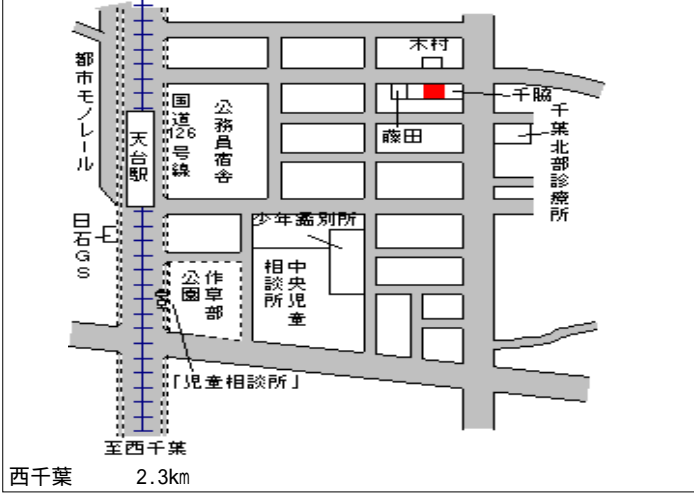 木村
都市モノレール
千脇
国道126号線
公務員宿舎
藤田
千葉北部診療所
天台駅
日石GS
少年鑑別所
作草部公園
中央児童相談所
「児童相談所」
至西千葉
西千葉 2.3km